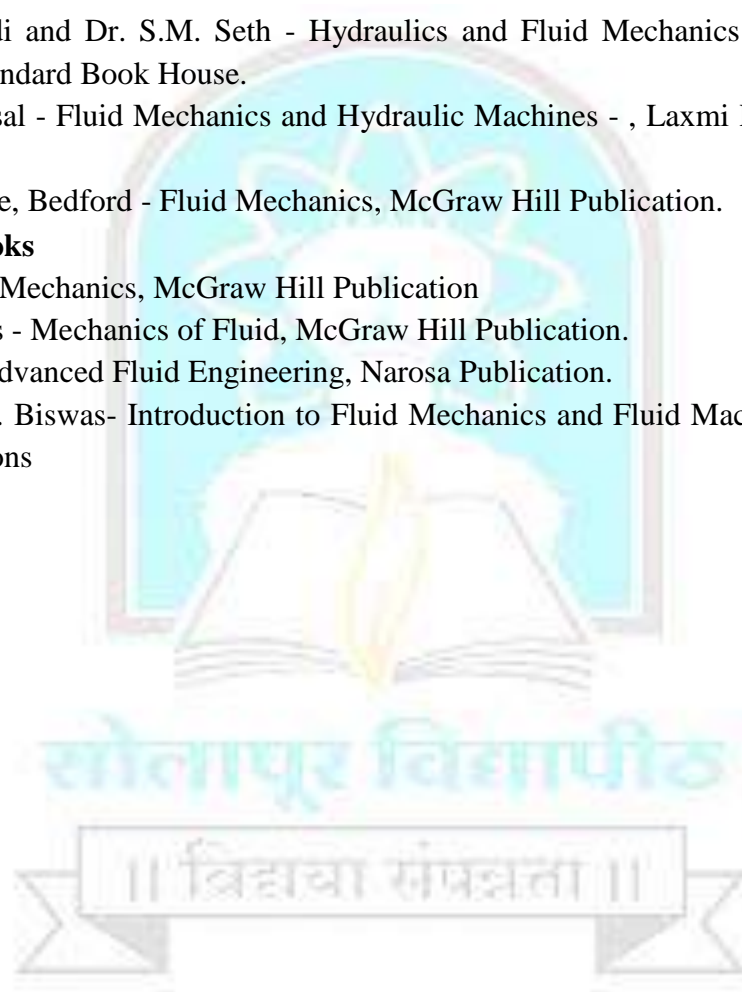 di and Dr. S.M. Seth - Hydraulics and Fluid Mechanics
ndard Book House.
sal - Fluid Mechanics and Hydraulic Machines - , Laxmi
e, Bedford - Fluid Mechanics, McGraw Hill Publication.
oks
Mechanics, McGraw Hill Publication
s - Mechanics of Fluid, McGraw Hill Publication.
dvanced Fluid Engineering, Narosa Publication.
. Biswas- Introduction to Fluid Mechanics and Fluid Mac
ons
सोलापूर विद्यापीठ
|| विद्यया संपन्नता ||